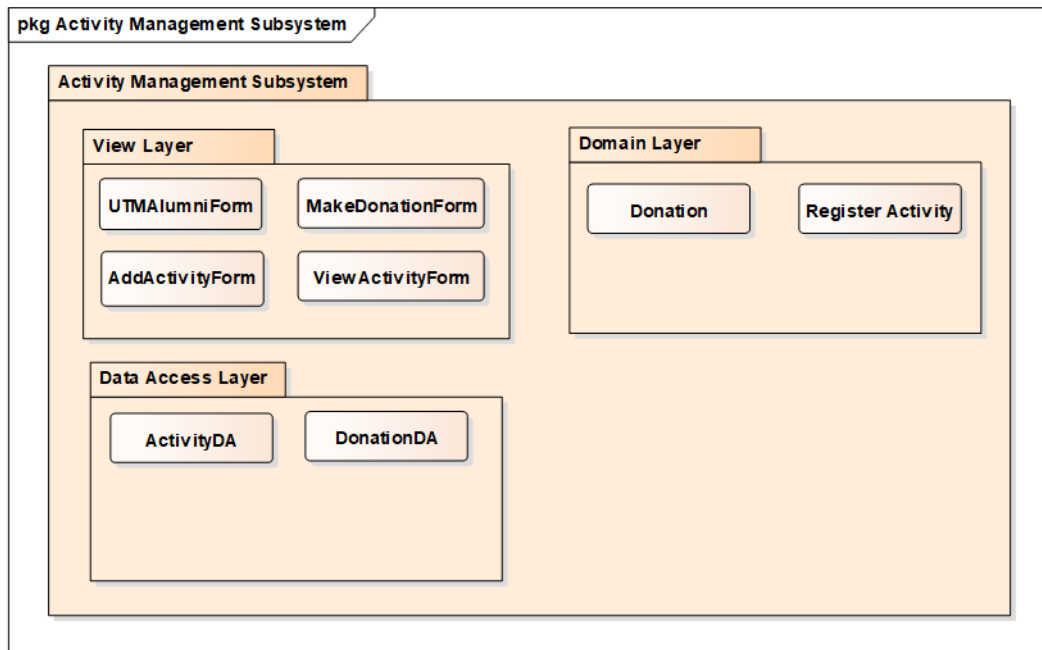 pkg Activity Management Subsystem
Activity Management Subsystem
View Layer
UTMAlumniForm
MakeDonationForm
AddActivityForm
ViewActivityForm
Domain Layer
Donation
Register Activity
Data Access Layer
ActivityDA
DonationDA